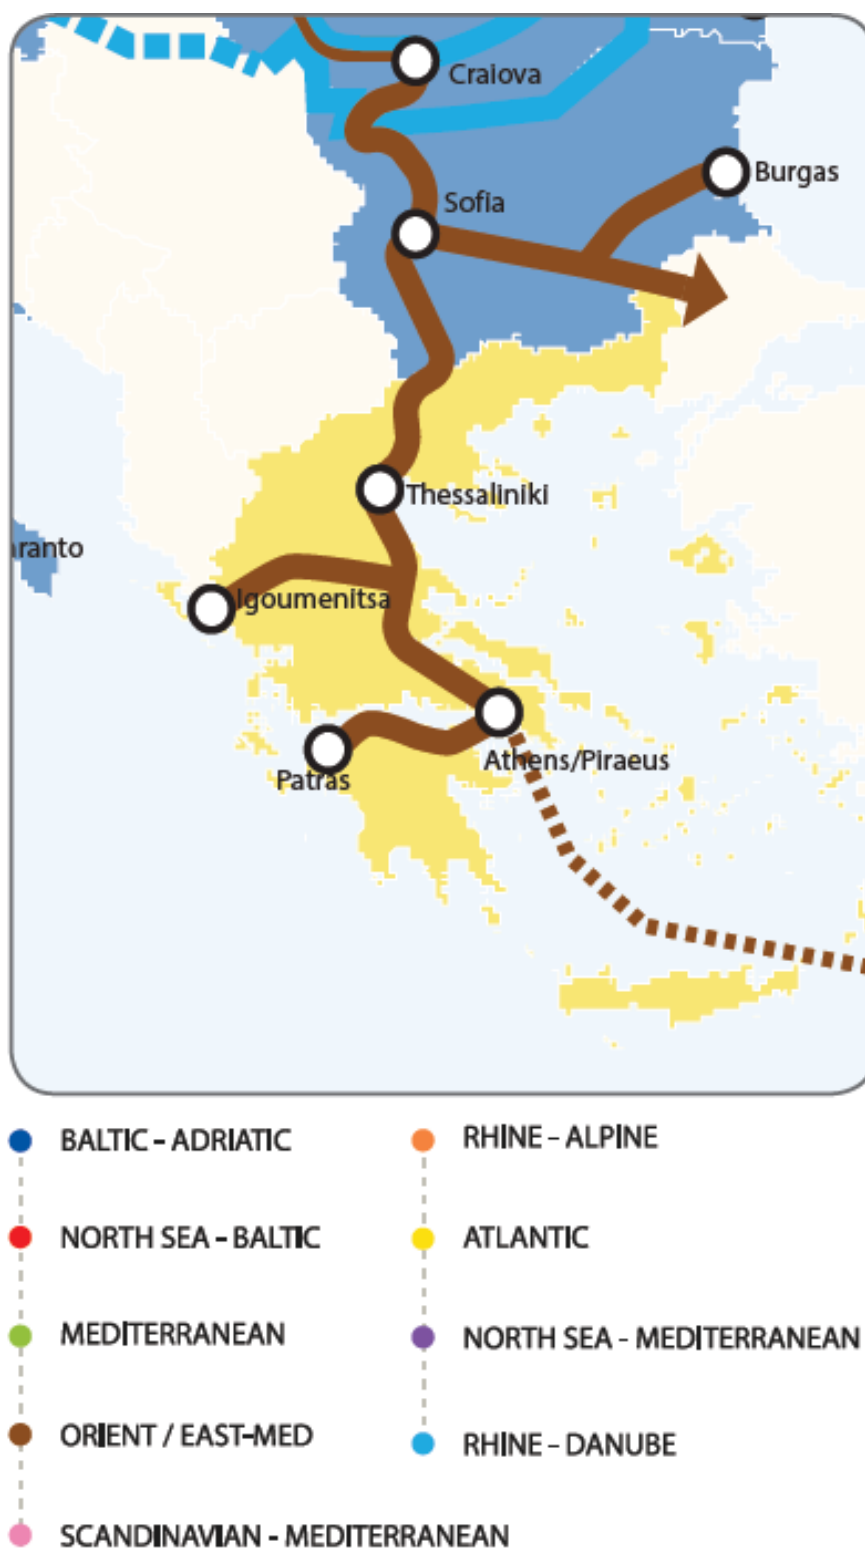 Craiova
Burgas
Sofia
Thessaliniki
ranto
Igoumenitsa
Athens/Piraeus
Patras
BALTIC - ADRIATIC
RHINE - ALPINE
NORTH SEA - BALTIC
ATLANTIC
MEDITERRANEAN
NORTH SEA - MEDITERRANEAN
ORIENT / EAST-MED
RHINE - DANUBE
SCANDINAVIAN - MEDITERRANEAN